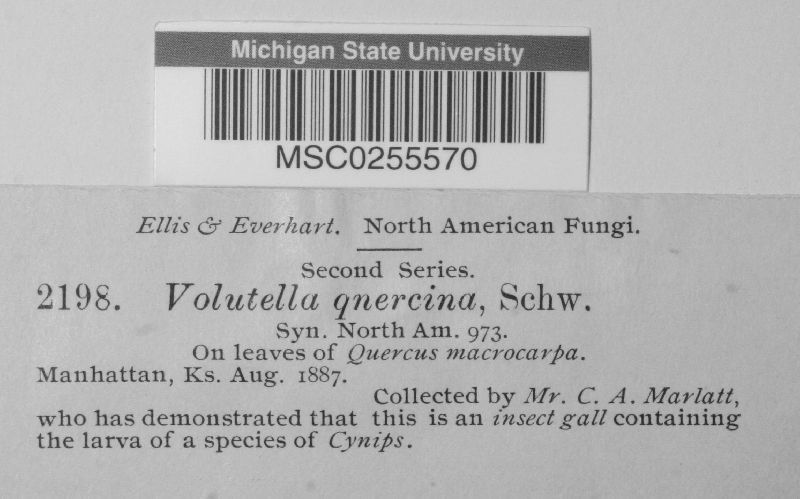 Michigan State University
MSC0255570
Ellis & Everhart. North American Fungi.
Second Series.
2198. Volutella qnercina, Schw.
Syn. North Am. 973.
On leaves of Quercus macrocarpa.
Manhattan, Ks. Aug. 1887.
Collected by Mr. C. A. Marlatt,
who has demonstrated that this is an insect gall containing
the larva of a species of Cynips.